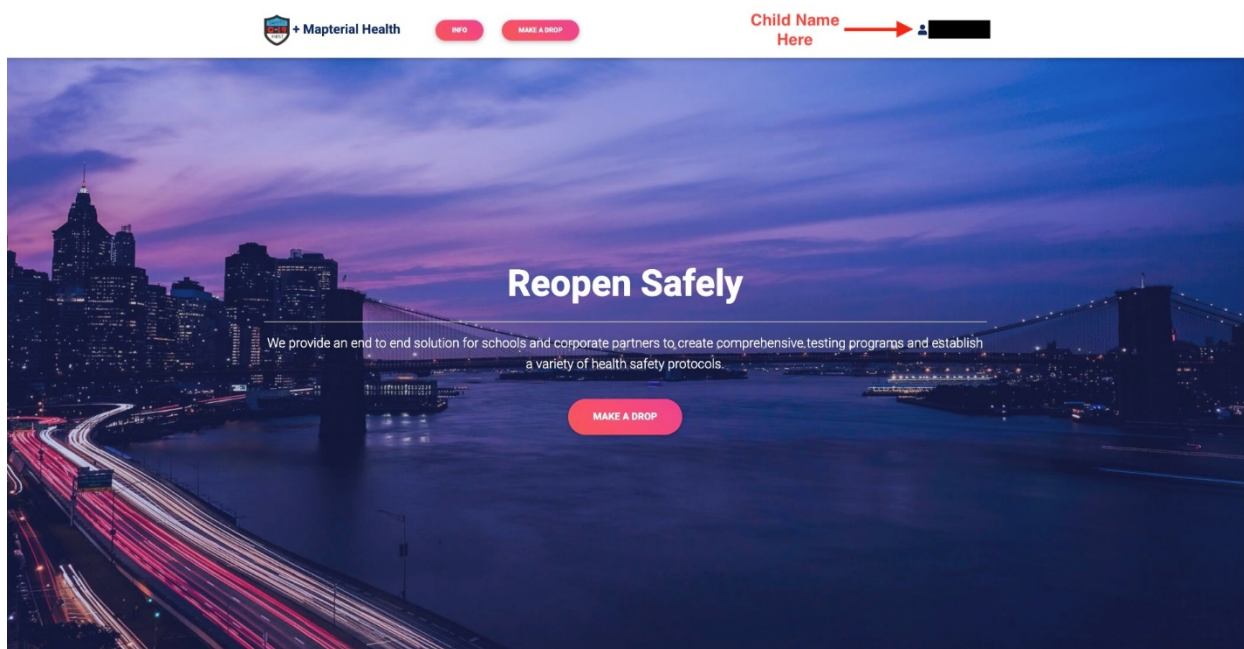 + Mapterial Health
INFO
MAKE A DROP
Child Name
Here
Reopen Safely
We provide an end to end solution for schools and corporate partners to create comprehensive testing programs and establish
a variety of health safety protocols.
MAKE A DROP